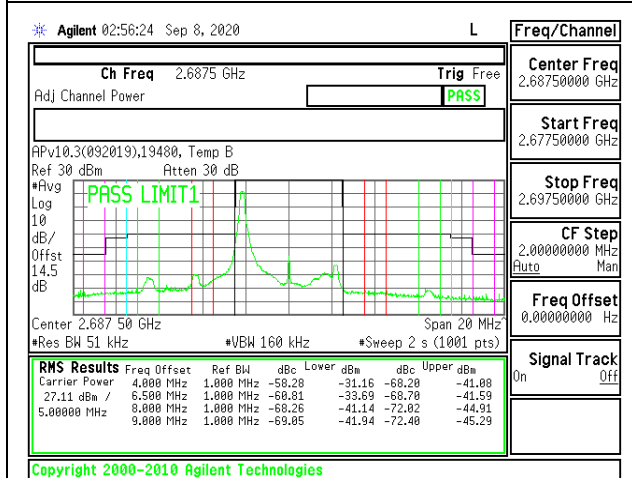 Agilent 02:56:24 Sep 8, 2020 L
Freq/Channel
Ch Freq 2.6875 GHz Trig Free
Adj Channel Power PASS
APv10.3(092019),19480, Temp B
Ref 30 dBm Atten 30 dB
#Avg
Log
10
dB/
Offst
14.5
dB
PASS LIMIT1
Center 2.687 50 GHz Span 20 MHz
#Res BW 51 kHz #VBW 160 kHz #Sweep 2 s (1001 pts)
RMS Results Freq Offset Ref BW dBc Lower dBm dBc Upper dBm
Carrier Power 4.000 MHz 1.000 MHz -58.28 -31.16 -68.20 -41.08
27.11 dBm / 6.500 MHz 1.000 MHz -60.81 -33.69 -68.70 -41.59
5.00000 MHz 8.000 MHz 1.000 MHz -68.26 -41.14 -72.02 -44.91
9.000 MHz 1.000 MHz -69.05 -41.94 -72.40 -45.29
Copyright 2000-2010 Agilent Technologies
Center Freq
2.68750000 GHz
Start Freq
2.67750000 GHz
Stop Freq
2.69750000 GHz
CF Step
2.00000000 MHz
Auto Man
Freq Offset
0.00000000 Hz
Signal Track
On Off